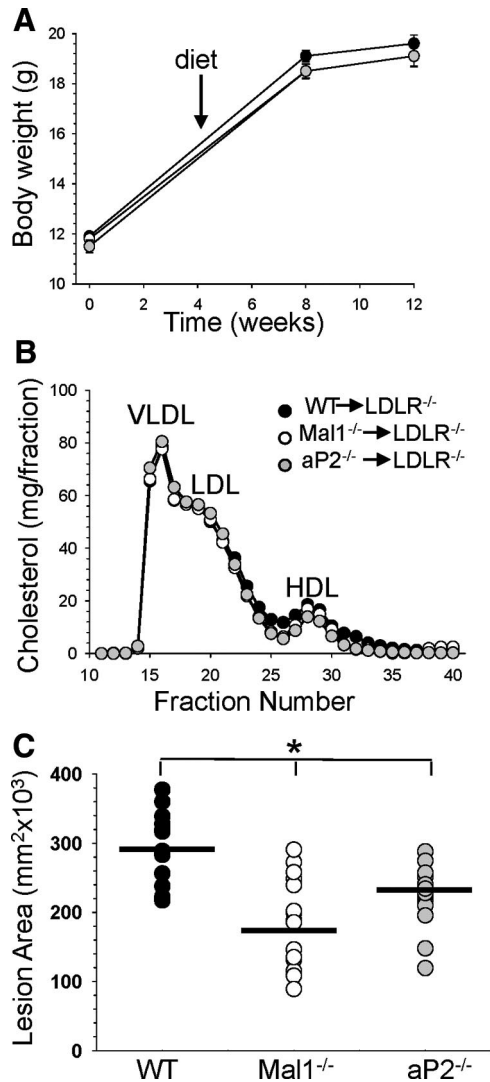 A
Body weight (g)
20
18
16
14
12
10
diet
0 2 4 6 8 10 12
Time (weeks)
B
Cholesterol (mg/fraction)
100
80
60
40
20
0
VLDL
LDL
HDL
WT→LDLR-/-
Mal1-/-→LDLR-/-
aP2-/-→LDLR-/-
10 15 20 25 30 35 40
Fraction Number
C
*
Lesion Area (mm²x10³)
400
300
200
100
0
WT Mal1-/- aP2-/-